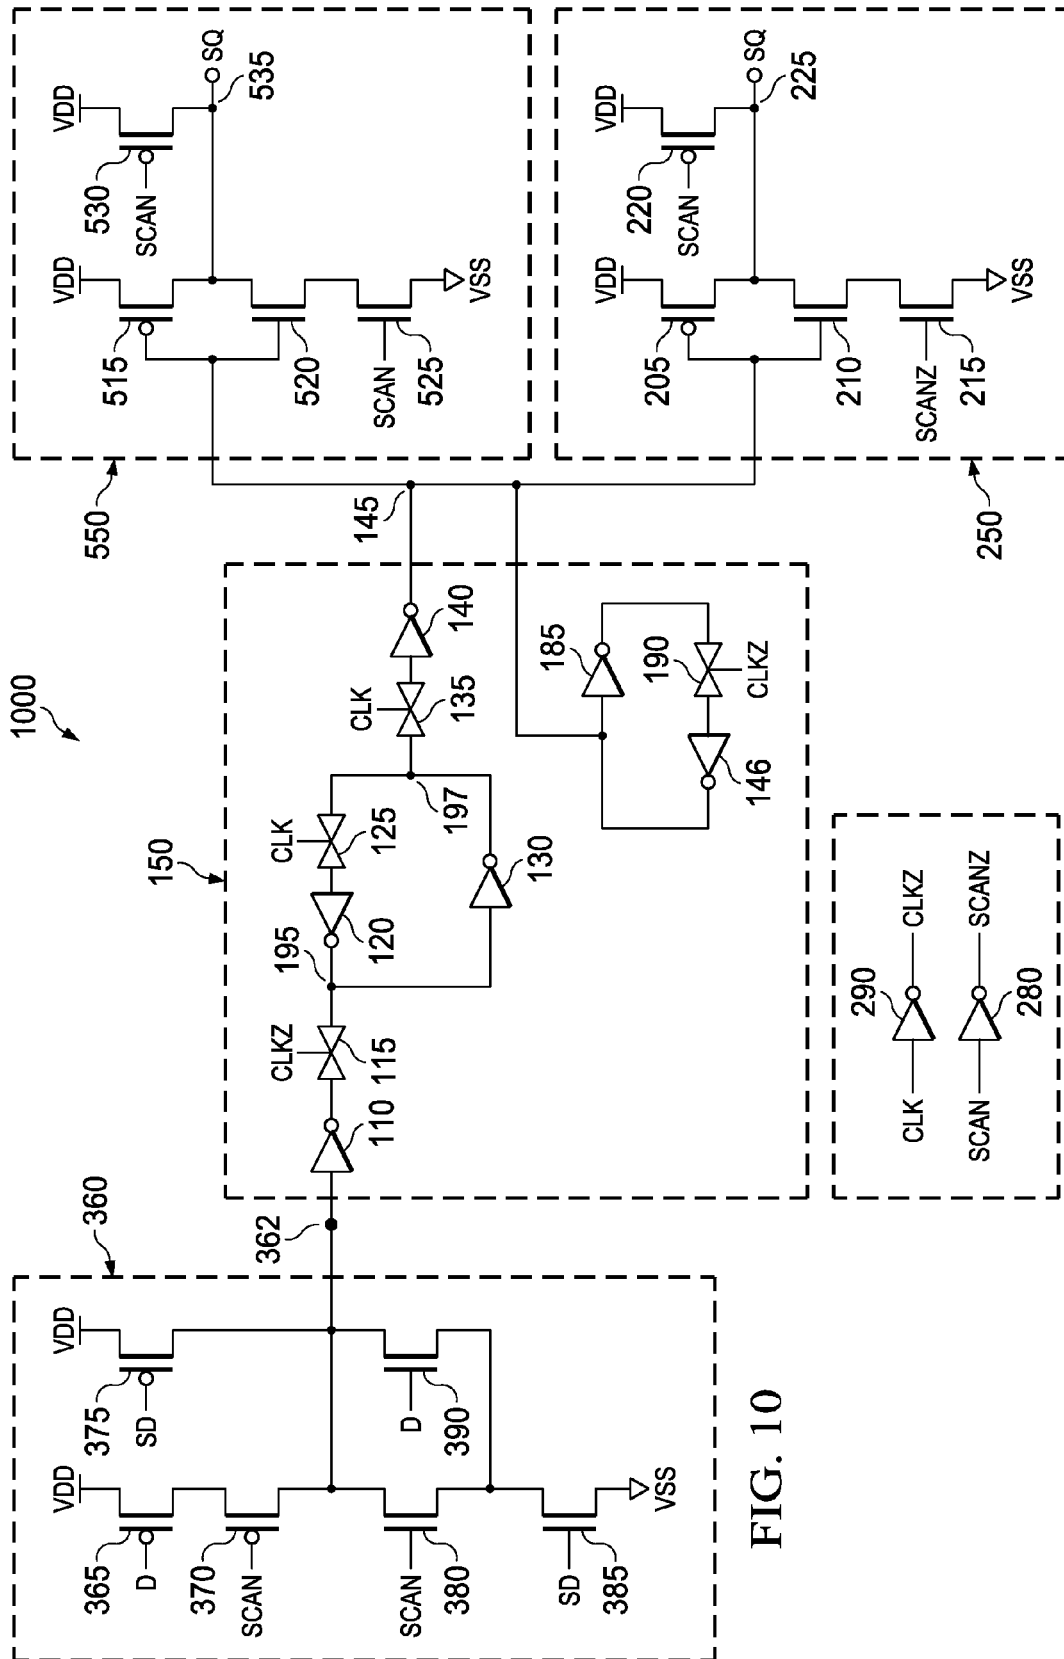 1000
360
VDD
365
D
370
SCAN
VDD
375
SD
SCAN
380
D
390
SD
385
VSS
362
150
110
CLKZ
115
195
120
CLK
125
130
197
CLK
135
140
145
185
190
CLKZ
146
CLK
290
CLKZ
SCAN
280
SCANZ
550
VDD
515
520
SCAN
525
VSS
VDD
530
SCAN
SQ
535
250
VDD
205
210
SCANZ
215
VSS
VDD
220
SCAN
SQ
225
FIG. 10